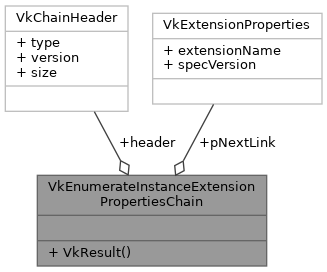 VkChainHeader
+ type
+ version
+ size
VkExtensionProperties
+ extensionName
+ specVersion
+header
+pNextLink
VkEnumerateInstanceExtension
PropertiesChain
+ VkResult()